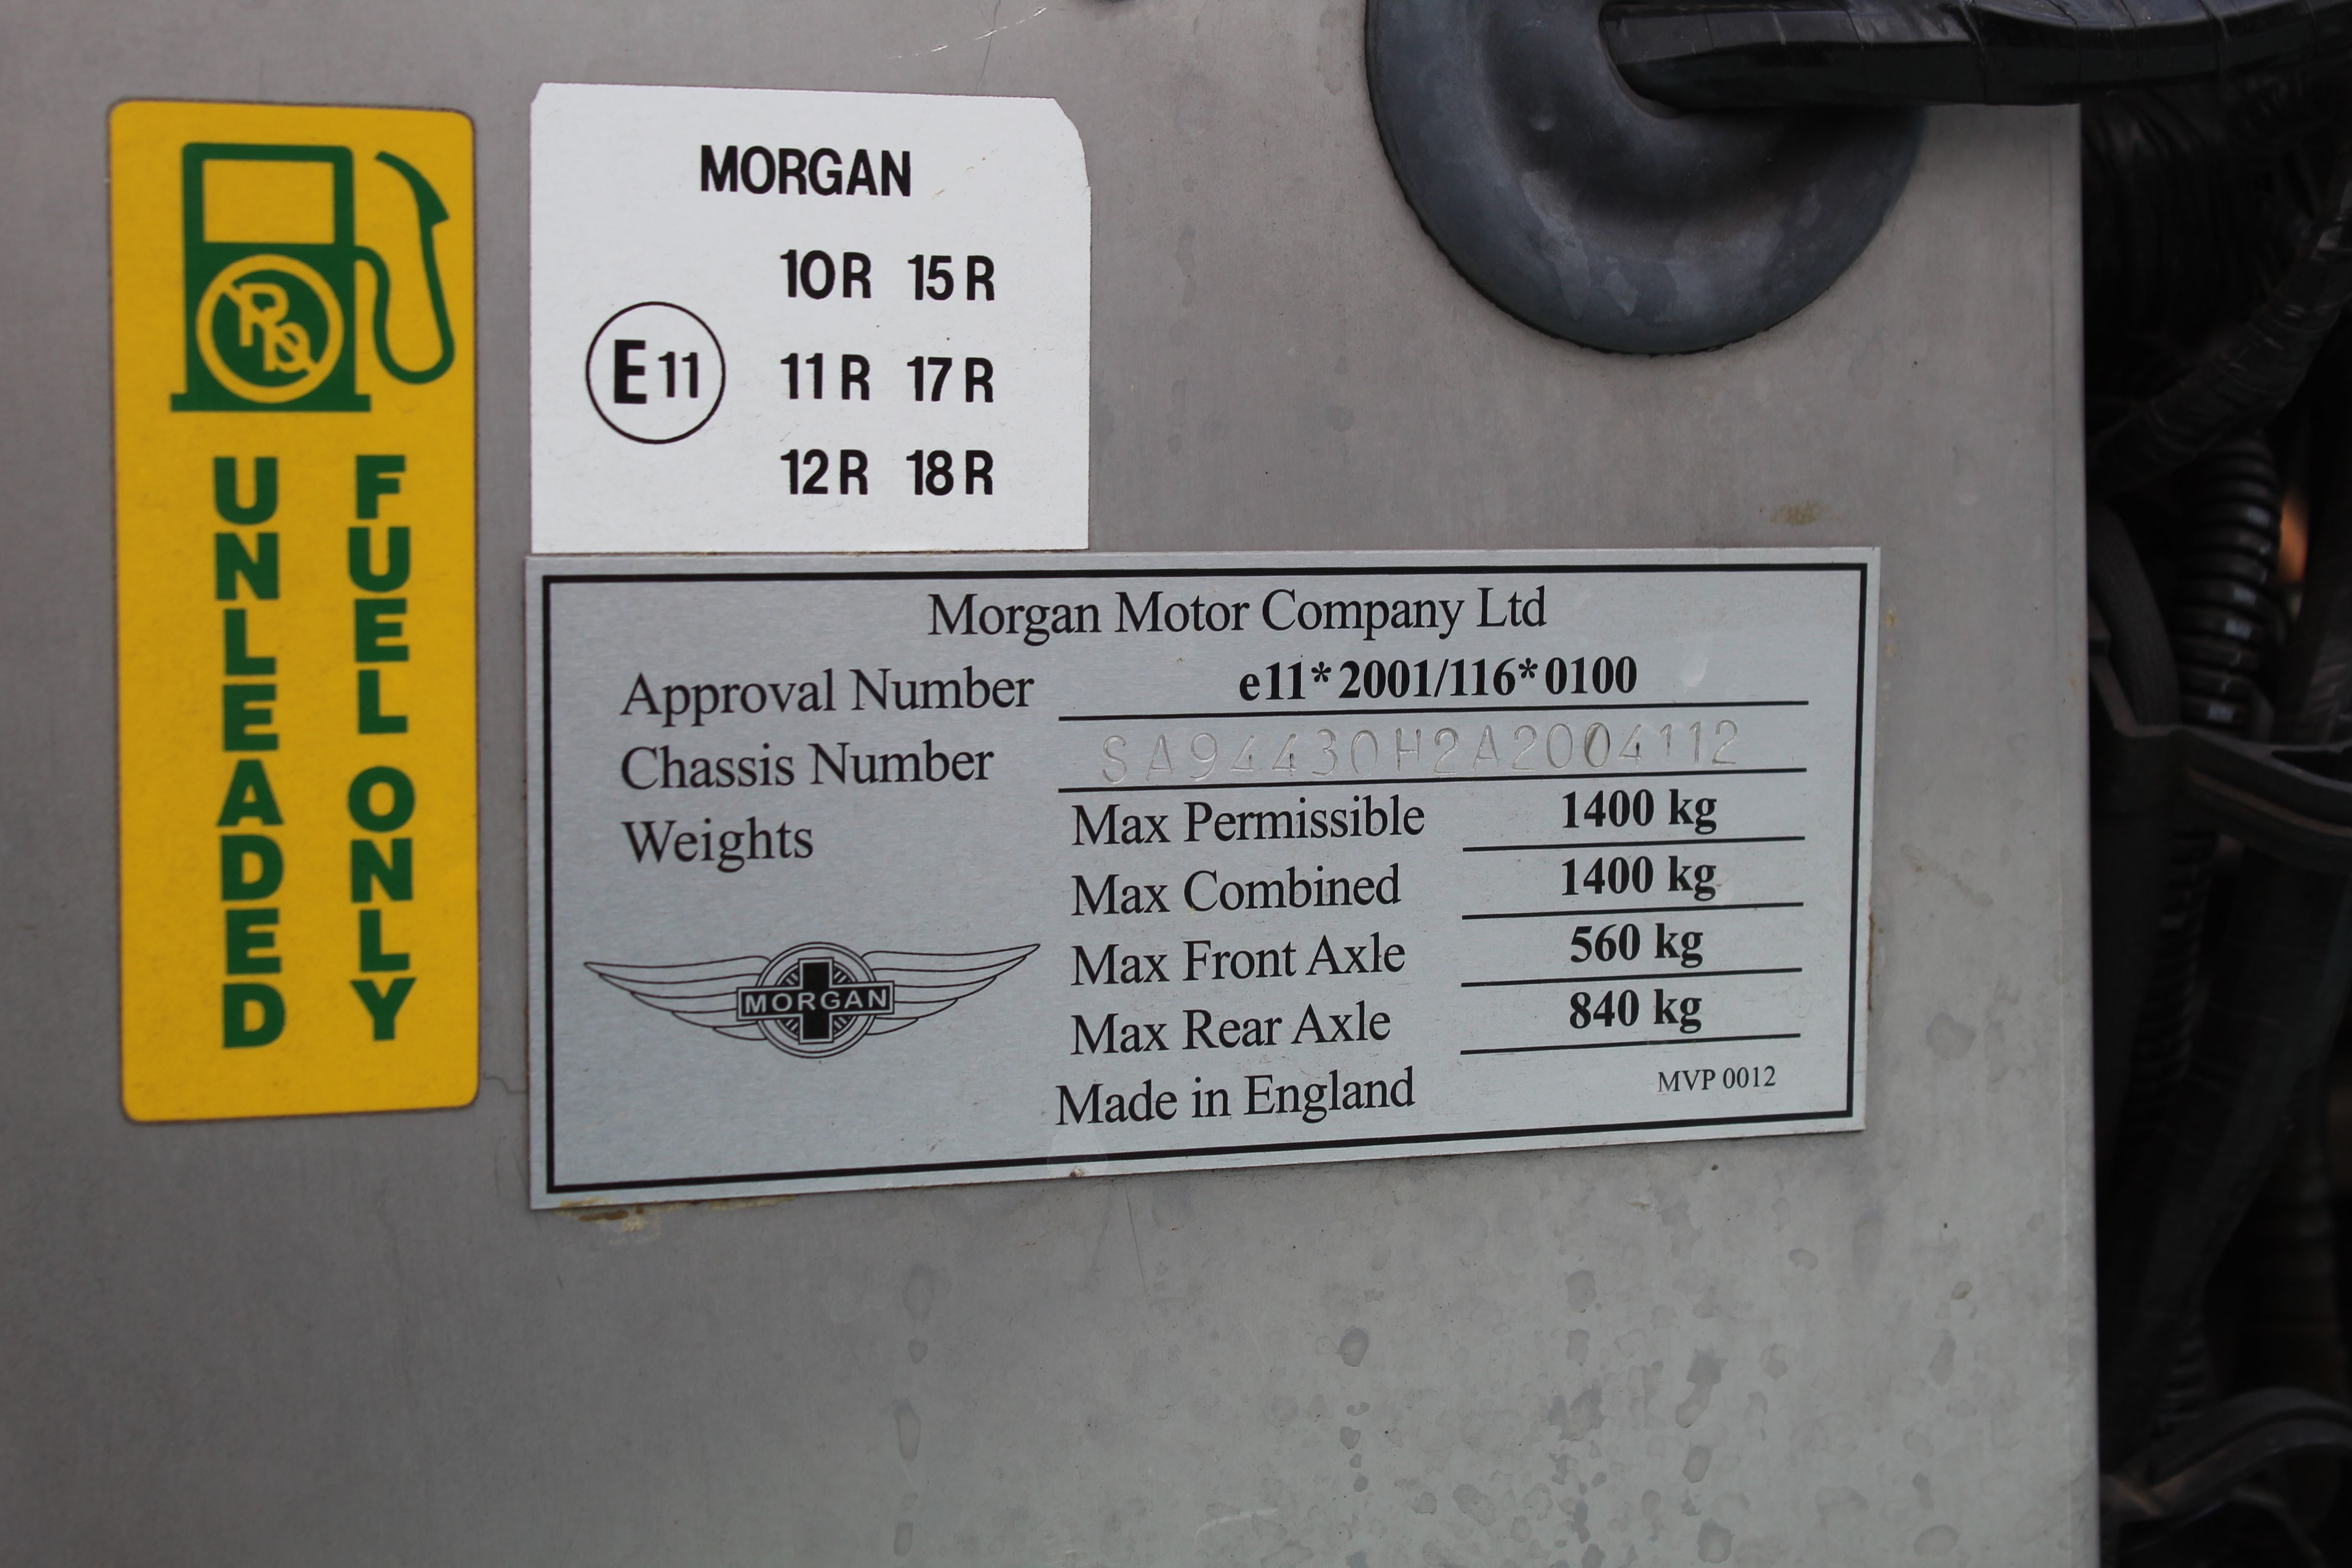 UNLEADED
FUEL ONLY
Pb
MORGAN
10R 15R
E11
11R 17R
12R 18R
Morgan Motor Company Ltd
Approval Number e11*2001/116*0100
Chassis Number SA94430H2A2004112
Weights Max Permissible 1400 kg
Max Combined 1400 kg
Max Front Axle 560 kg
MORGAN
Max Rear Axle 840 kg
Made in England MVP 0012